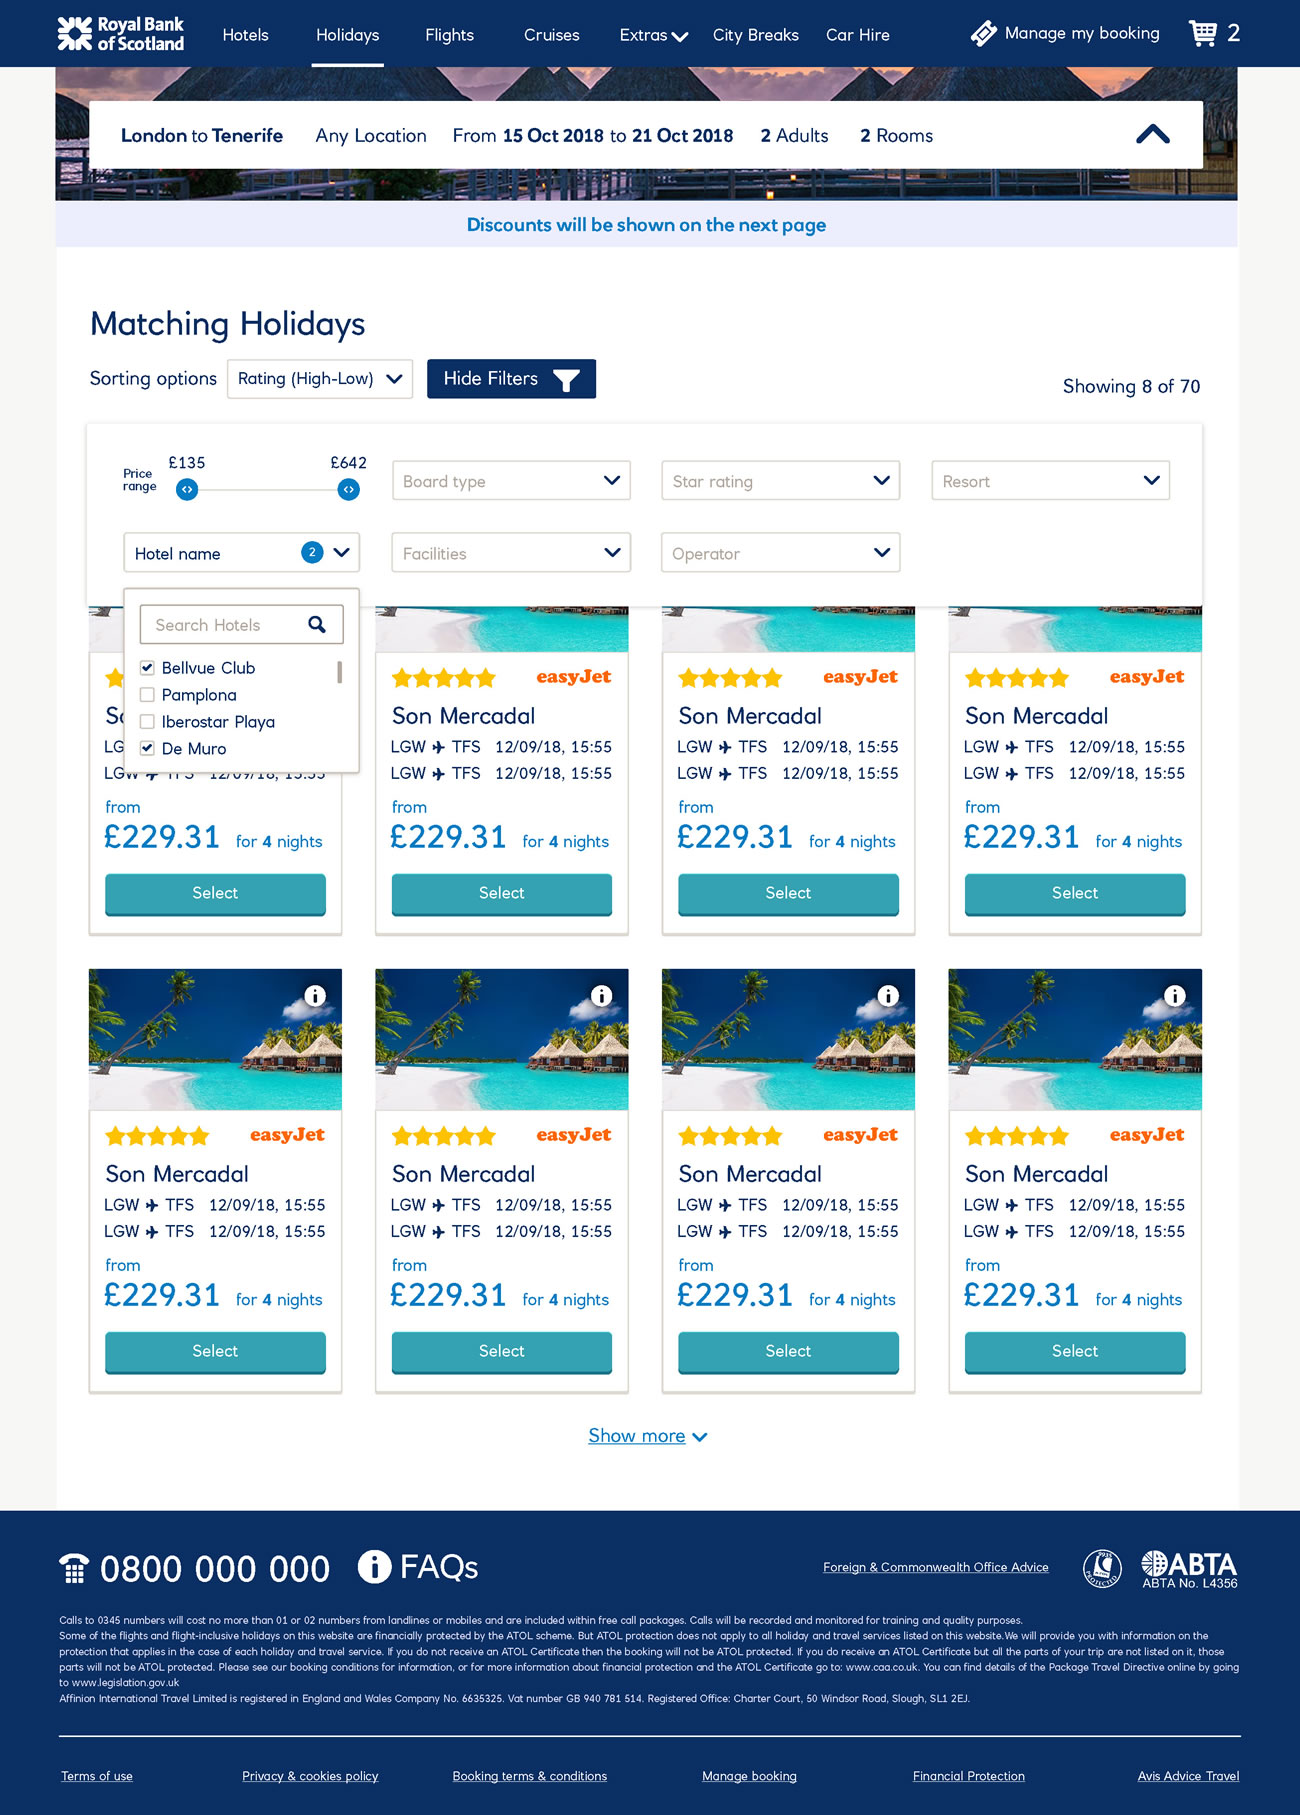 Royal Bank of Scotland
Hotels
Holidays
Flights
Cruises
Extras
City Breaks
Car Hire
Manage my booking
2
London to Tenerife
Any Location
From 15 Oct 2018 to 21 Oct 2018
2 Adults
2 Rooms
Discounts will be shown on the next page
Matching Holidays
Sorting options
Rating (High-Low)
Hide Filters
Showing 8 of 70
Price range
£135
£642
Board type
Star rating
Resort
Hotel name
2
Facilities
Operator
Search Hotels
Bellvue Club
Pamplona
Iberostar Playa
De Muro
easyJet
easyJet
easyJet
Son Mercadal
Son Mercadal
Son Mercadal
LGW TFS 12/09/18, 15:55
LGW TFS 12/09/18, 15:55
LGW TFS 12/09/18, 15:55
LGW TFS 12/09/18, 15:55
LGW TFS 12/09/18, 15:55
LGW TFS 12/09/18, 15:55
LGW TFS 12/09/18, 15:55
from
from
from
from
£229.31 for 4 nights
£229.31 for 4 nights
£229.31 for 4 nights
£229.31 for 4 nights
Select
Select
Select
Select
easyJet
easyJet
easyJet
easyJet
Son Mercadal
Son Mercadal
Son Mercadal
Son Mercadal
LGW TFS 12/09/18, 15:55
LGW TFS 12/09/18, 15:55
LGW TFS 12/09/18, 15:55
LGW TFS 12/09/18, 15:55
LGW TFS 12/09/18, 15:55
LGW TFS 12/09/18, 15:55
LGW TFS 12/09/18, 15:55
LGW TFS 12/09/18, 15:55
from
from
from
from
£229.31 for 4 nights
£229.31 for 4 nights
£229.31 for 4 nights
£229.31 for 4 nights
Select
Select
Select
Select
Show more
0800 000 000
FAQs
Foreign & Commonwealth Office Advice
PROTECTED
ABTA
ABTA No. L4356
Calls to 0345 numbers will cost no more than 01 or 02 numbers from landlines or mobiles and are included within free call packages. Calls will be recorded and monitored for training and quality purposes.
Some of the flights and flight-inclusive holidays on this website are financially protected by the ATOL scheme. But ATOL protection does not apply to all holiday and travel services listed on this website.We will provide you with information on the
protection that applies in the case of each holiday and travel service. If you do not receive an ATOL Certificate then the booking will not be ATOL protected. If you do receive an ATOL Certificate but all the parts of your trip are not listed on it, those
parts will not be ATOL protected. Please see our booking conditions for information, or for more information about financial protection and the ATOL Certificate go to: www.caa.co.uk. You can find details of the Package Travel Directive online by going
to www.legislation.gov.uk
Affinion International Travel Limited is registered in England and Wales Company No. 6635325. Vat number GB 940 781 514. Registered Office: Charter Court, 50 Windsor Road, Slough, SL1 2EJ.
Terms of use
Privacy & cookies policy
Booking terms & conditions
Manage booking
Financial Protection
Avis Advice Travel